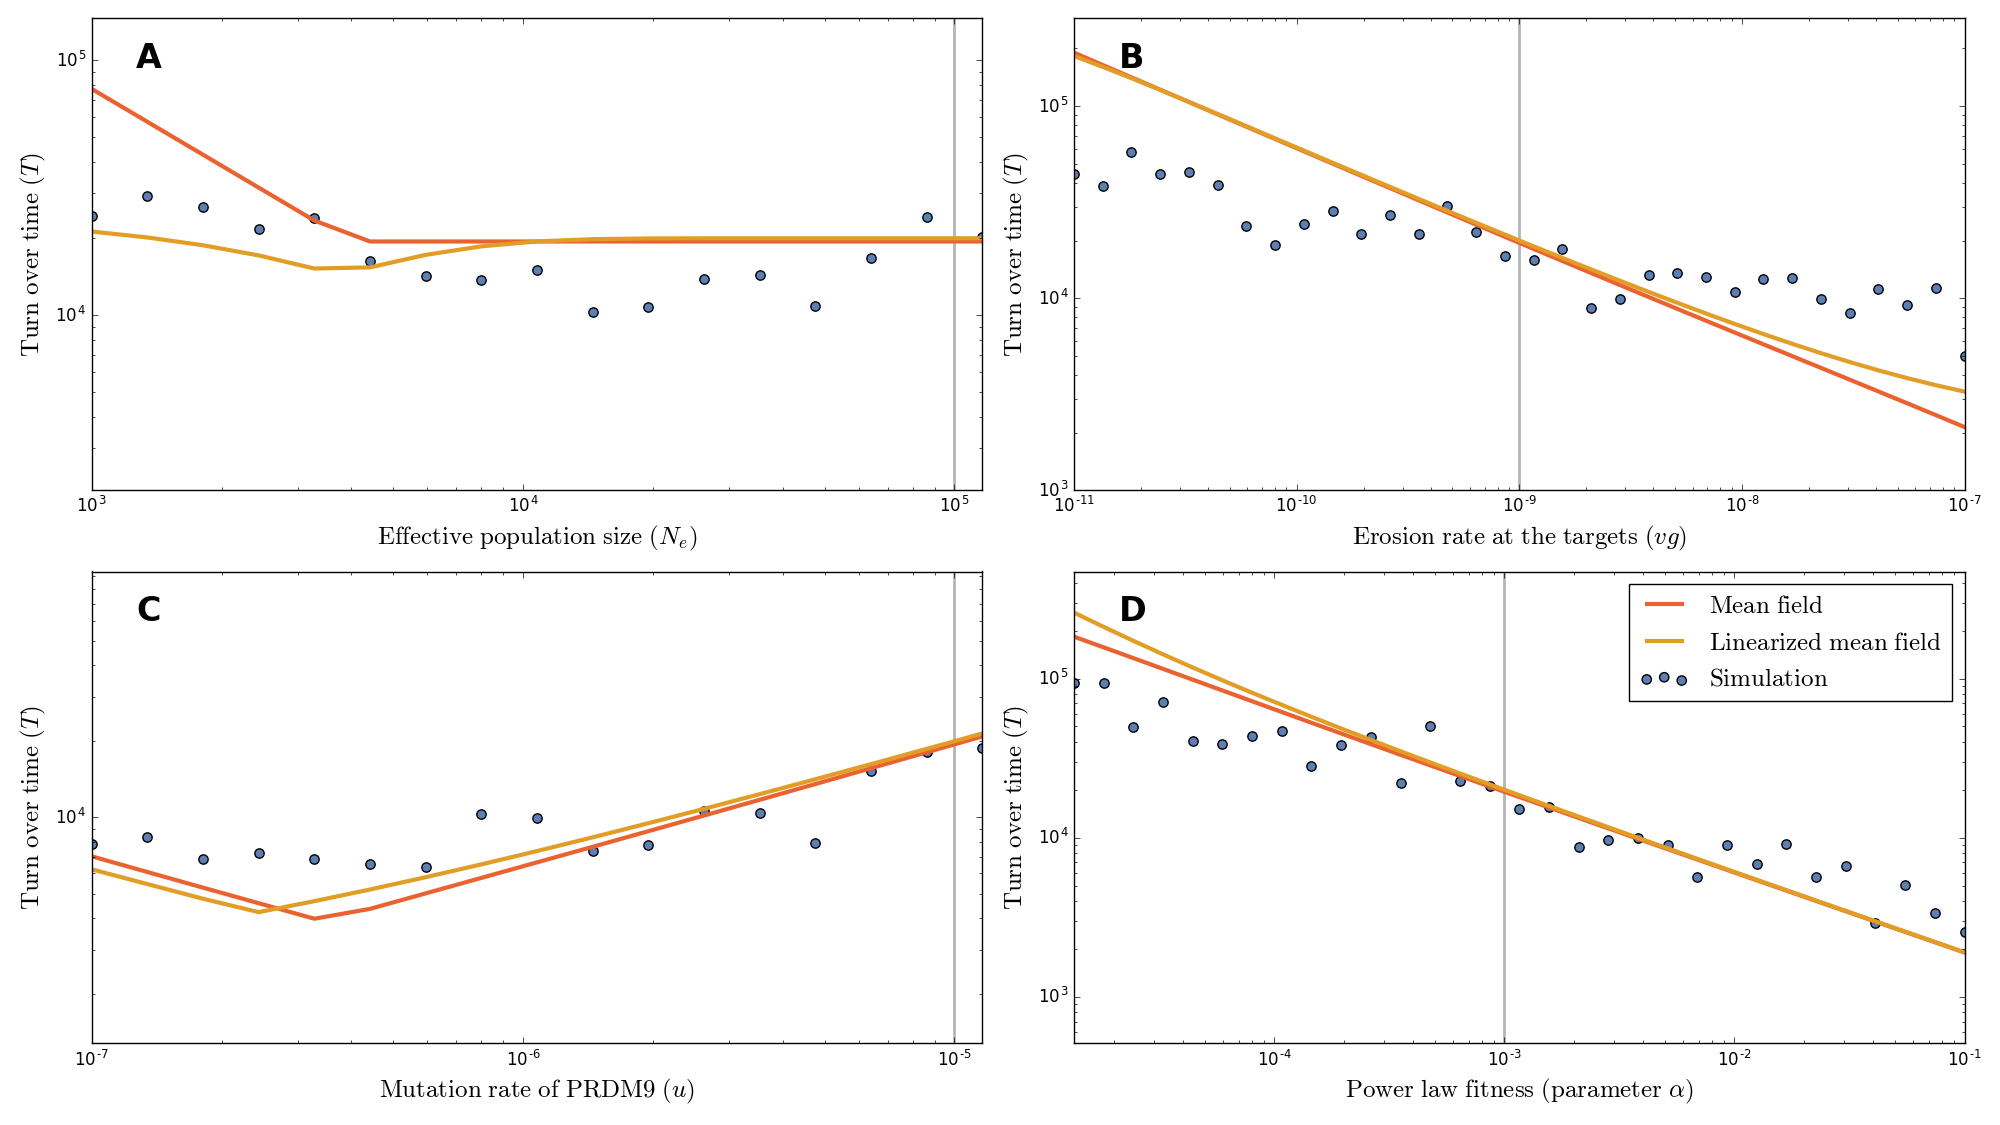 A
Turn over time (T)
10^5
10^4
10^3
10^4
10^5
Effective population size (N_e)
B
Turn over time (T)
10^5
10^4
10^3
10^-11
10^-10
10^-9
10^-8
10^-7
Erosion rate at the targets (vg)
C
Turn over time (T)
10^4
10^-7
10^-6
10^-5
Mutation rate of PRDM9 (u)
D
Mean field
Linearized mean field
Simulation
Turn over time (T)
10^5
10^4
10^3
10^-4
10^-3
10^-2
10^-1
Power law fitness (parameter α)